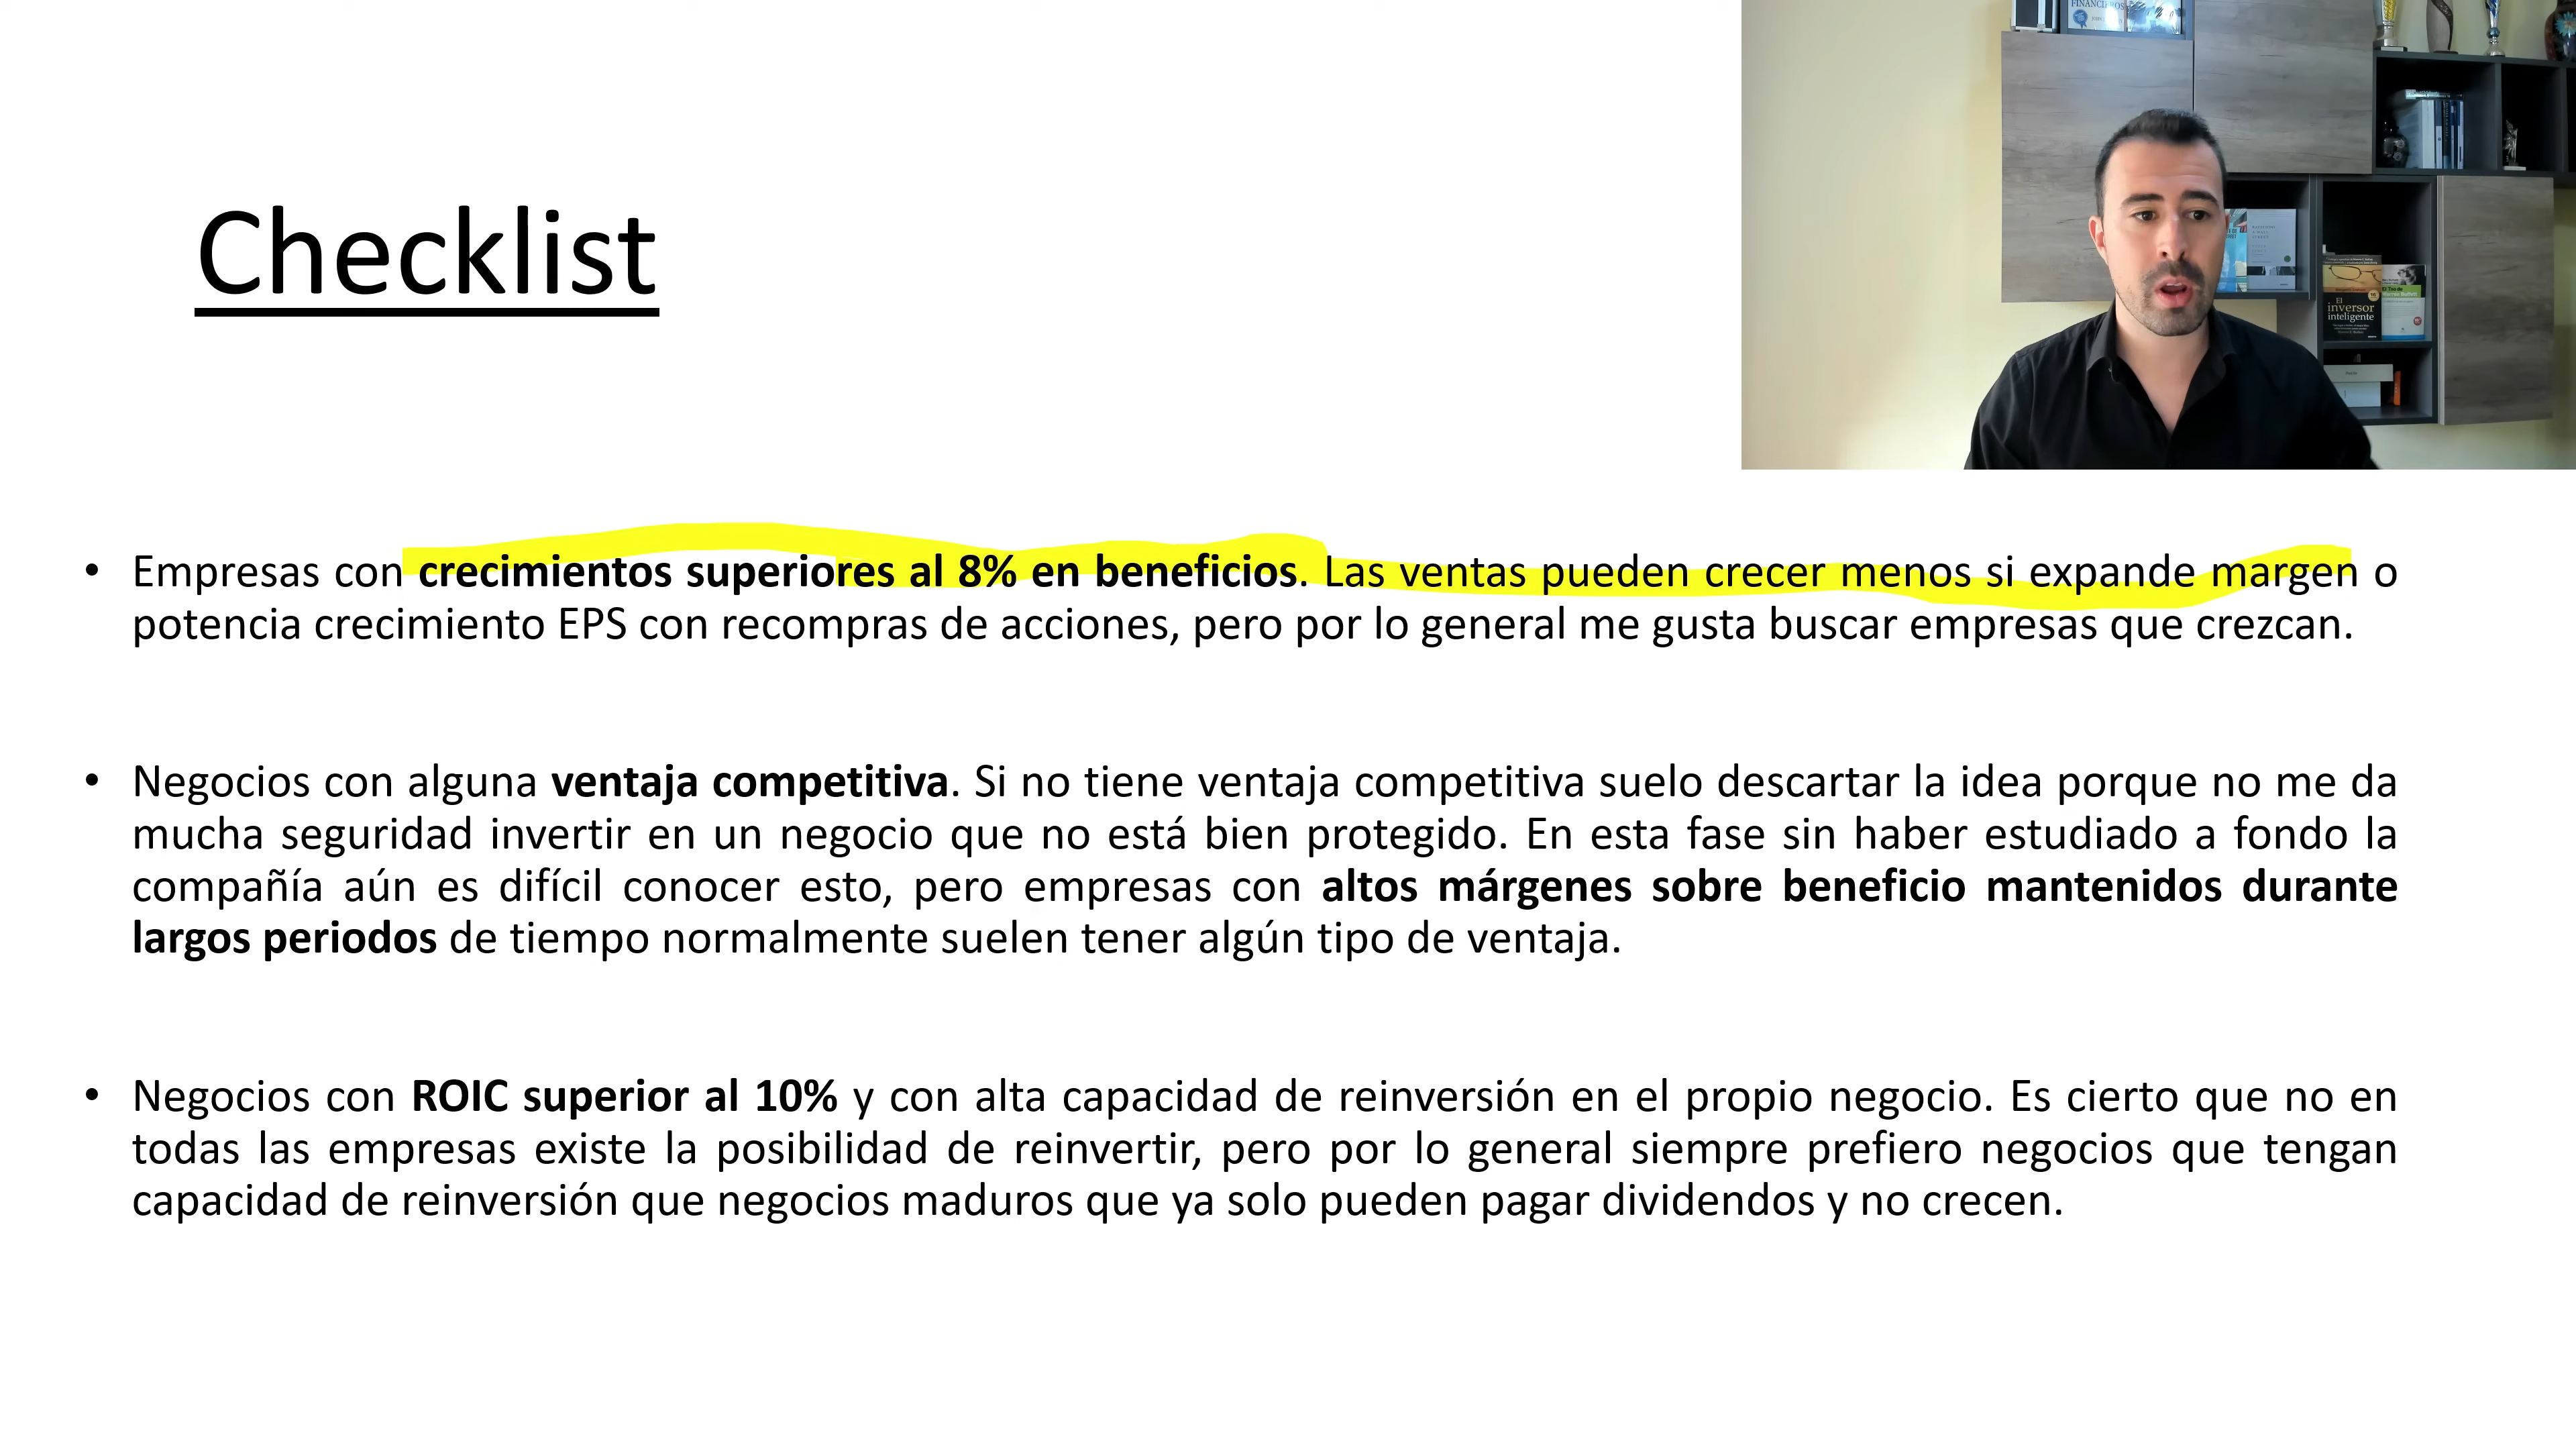 FINANCIEROS
Checklist
El
inversor
inteligente
• Empresas con crecimientos superiores al 8% en beneficios. Las ventas pueden crecer menos si expande margen o
potencia crecimiento EPS con recompras de acciones, pero por lo general me gusta buscar empresas que crezcan.
• Negocios con alguna ventaja competitiva. Si no tiene ventaja competitiva suelo descartar la idea porque no me da
mucha seguridad invertir en un negocio que no está bien protegido. En esta fase sin haber estudiado a fondo la
compañía aún es difícil conocer esto, pero empresas con altos márgenes sobre beneficio mantenidos durante
largos periodos de tiempo normalmente suelen tener algún tipo de ventaja.
• Negocios con ROIC superior al 10% y con alta capacidad de reinversión en el propio negocio. Es cierto que no en
todas las empresas existe la posibilidad de reinvertir, pero por lo general siempre prefiero negocios que tengan
capacidad de reinversión que negocios maduros que ya solo pueden pagar dividendos y no crecen.